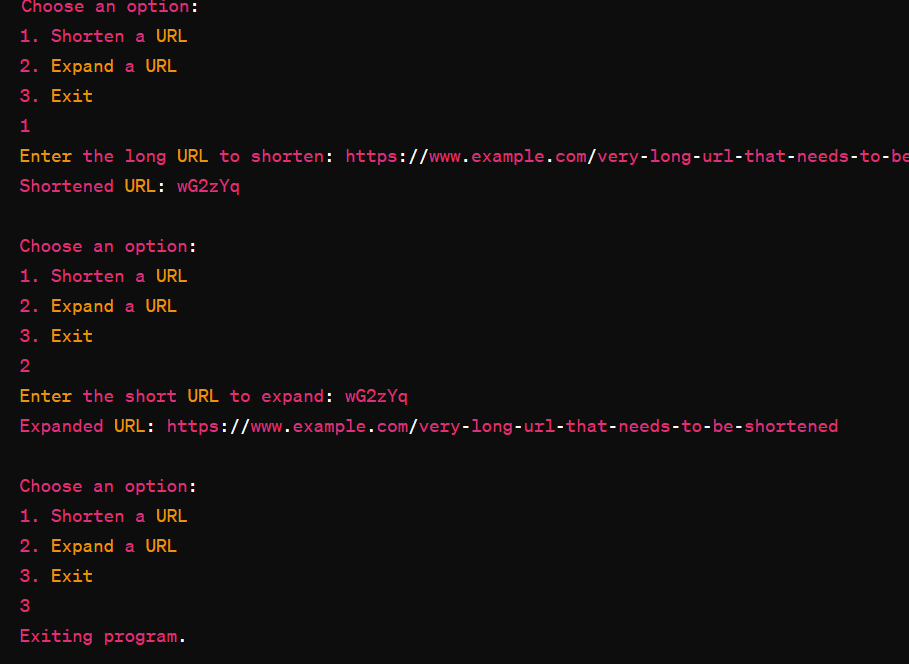 Choose an option:
1. Shorten a URL
2. Expand a URL
3. Exit
1
Enter the long URL to shorten: https://www.example.com/very-long-url-that-needs-to-be
Shortened URL: wG2zYq
Choose an option:
1. Shorten a URL
2. Expand a URL
3. Exit
2
Enter the short URL to expand: wG2zYq
Expanded URL: https://www.example.com/very-long-url-that-needs-to-be-shortened
Choose an option:
1. Shorten a URL
2. Expand a URL
3. Exit
3
Exiting program.